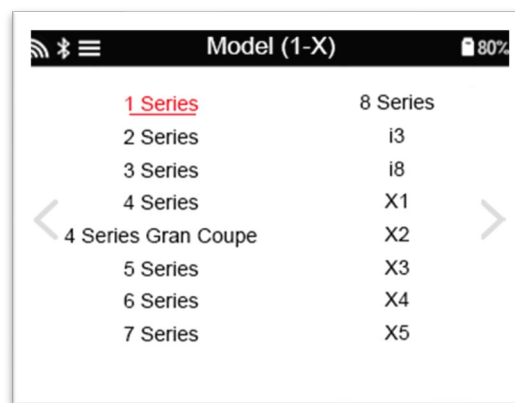 Model (1-X)
80%
1 Series
2 Series
3 Series
4 Series
4 Series Gran Coupe
5 Series
6 Series
7 Series
8 Series
i3
i8
X1
X2
X3
X4
X5